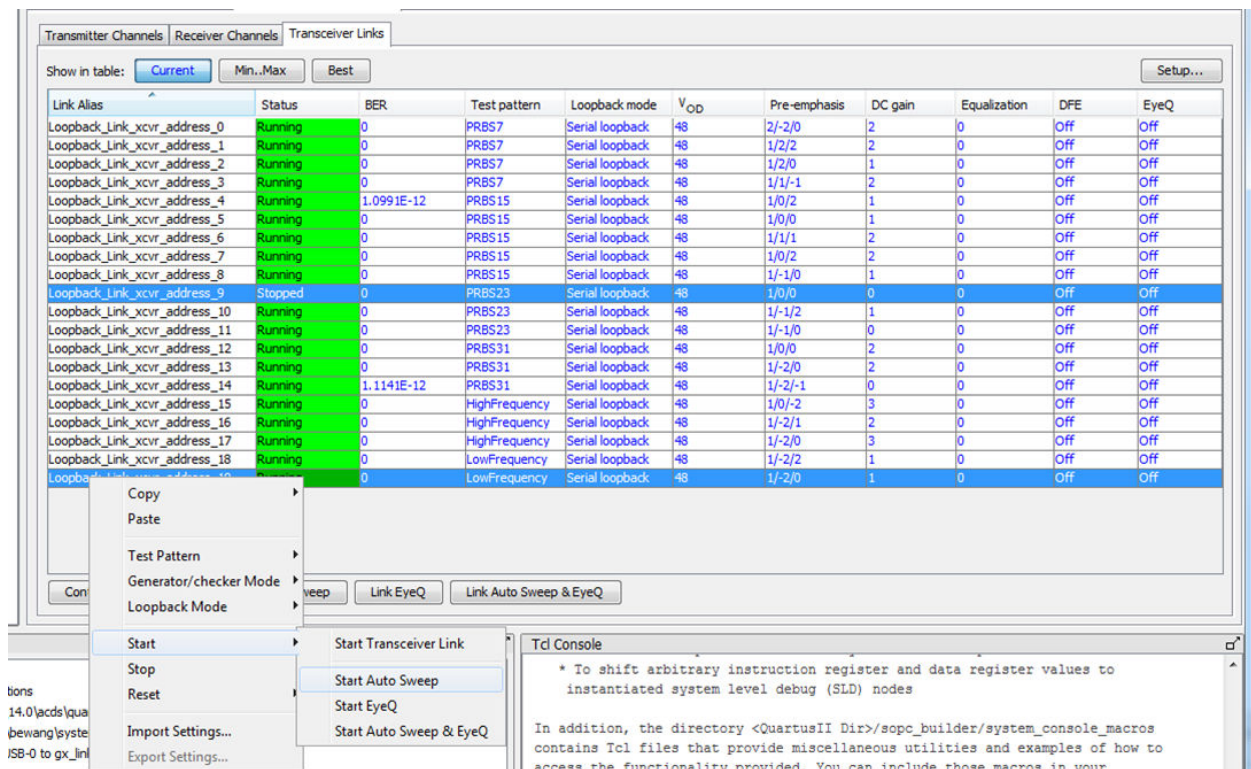 Transmitter Channels Receiver Channels Transceiver Links
Show in table: Current Min..Max Best Setup...
Link Alias Status BER Test pattern Loopback mode VOD Pre-emphasis DC gain Equalization DFE EyeQ
Loopback_Link_xcvr_address_0 Running 0 PRBS7 Serial loopback 48 2/-2/0 2 0 Off Off
Loopback_Link_xcvr_address_1 Running 0 PRBS7 Serial loopback 48 1/2/2 2 0 Off Off
Loopback_Link_xcvr_address_2 Running 0 PRBS7 Serial loopback 48 1/2/0 1 0 Off Off
Loopback_Link_xcvr_address_3 Running 0 PRBS7 Serial loopback 48 1/1/-1 2 0 Off Off
Loopback_Link_xcvr_address_4 Running 1.0991E-12 PRBS15 Serial loopback 48 1/0/2 1 0 Off Off
Loopback_Link_xcvr_address_5 Running 0 PRBS15 Serial loopback 48 1/0/0 1 0 Off Off
Loopback_Link_xcvr_address_6 Running 0 PRBS15 Serial loopback 48 1/1/1 2 0 Off Off
Loopback_Link_xcvr_address_7 Running 0 PRBS15 Serial loopback 48 1/0/2 2 0 Off Off
Loopback_Link_xcvr_address_8 Running 0 PRBS15 Serial loopback 48 1/-1/0 1 0 Off Off
Loopback_Link_xcvr_address_9 Stopped 0 PRBS23 Serial loopback 48 1/0/0 0 0 Off Off
Loopback_Link_xcvr_address_10 Running 0 PRBS23 Serial loopback 48 1/-1/2 1 0 Off Off
Loopback_Link_xcvr_address_11 Running 0 PRBS23 Serial loopback 48 1/-1/0 0 0 Off Off
Loopback_Link_xcvr_address_12 Running 0 PRBS31 Serial loopback 48 1/0/0 2 0 Off Off
Loopback_Link_xcvr_address_13 Running 0 PRBS31 Serial loopback 48 1/-2/0 2 0 Off Off
Loopback_Link_xcvr_address_14 Running 1.1141E-12 PRBS31 Serial loopback 48 1/-2/-1 0 0 Off Off
Loopback_Link_xcvr_address_15 Running 0 HighFrequency Serial loopback 48 1/0/-2 3 0 Off Off
Loopback_Link_xcvr_address_16 Running 0 HighFrequency Serial loopback 48 1/-2/1 2 0 Off Off
Loopback_Link_xcvr_address_17 Running 0 HighFrequency Serial loopback 48 1/-2/0 3 0 Off Off
Loopback_Link_xcvr_address_18 Running 0 LowFrequency Serial loopback 48 1/-2/2 1 0 Off Off
0 LowFrequency Serial loopback 48 1/-2/0 1 0 Off Off
Copy
Paste
Test Pattern
Generator/checker Mode
Loopback Mode
Start
Stop
Reset
Import Settings...
Export Settings...
Link EyeQ Link Auto Sweep & EyeQ
Start Transceiver Link
Start Auto Sweep
Start EyeQ
Start Auto Sweep & EyeQ
Tcl Console
* To shift arbitrary instruction register and data register values to
instantiated system level debug (SLD) nodes
In addition, the directory <QuartusII Dir>/sopc_builder/system_console_macros
contains Tcl files that provide miscellaneous utilities and examples of how to
access the functionality provided. You can include those macros in your